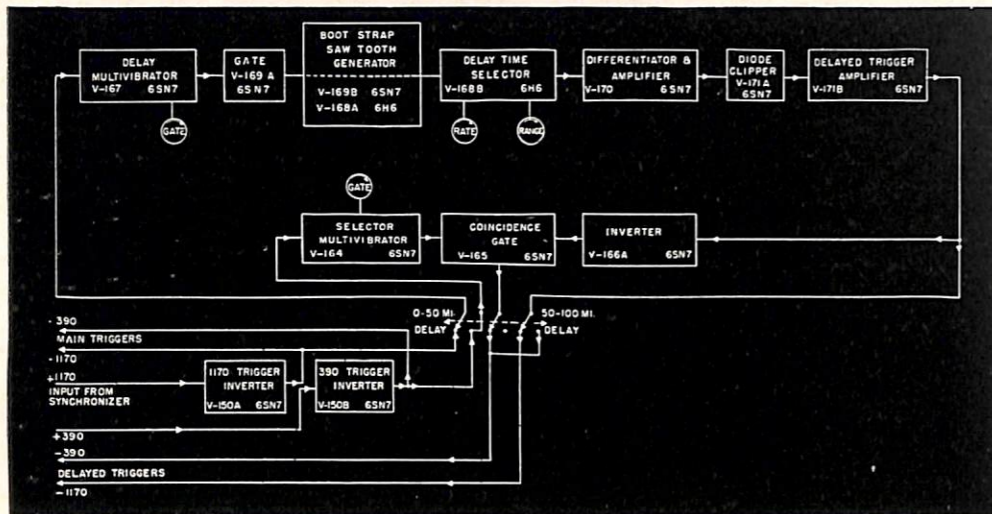 DELAY
MULTIVIBRATOR
V-167 6SN7
GATE
GATE
V-169 A
6SN7
BOOT STRAP
SAW TOOTH
GENERATOR
V-169B 6SN7
V-168A 6H6
DELAY TIME
SELECTOR
V-168B 6H6
RATE
RANGE
DIFFERENTIATOR &
AMPLIFIER
V-170 6SN7
DIODE
CLIPPER
V-171A
6SN7
DELAYED TRIGGER
AMPLIFIER
V-171B 6SN7
GATE
SELECTOR
MULTIVIBRATOR
V-164 6SN7
COINCIDENCE
GATE
V-165 6SN7
INVERTER
V-166A 6SN7
0-50 MI.
DELAY
50-100 MI.
DELAY
-390
MAIN TRIGGERS
-1170
+1170
INPUT FROM
SYNCHRONIZER
1170 TRIGGER
INVERTER
V-150A 6SN7
390 TRIGGER
INVERTER
V-150B 6SN7
+390
-390
DELAYED TRIGGERS
-1170